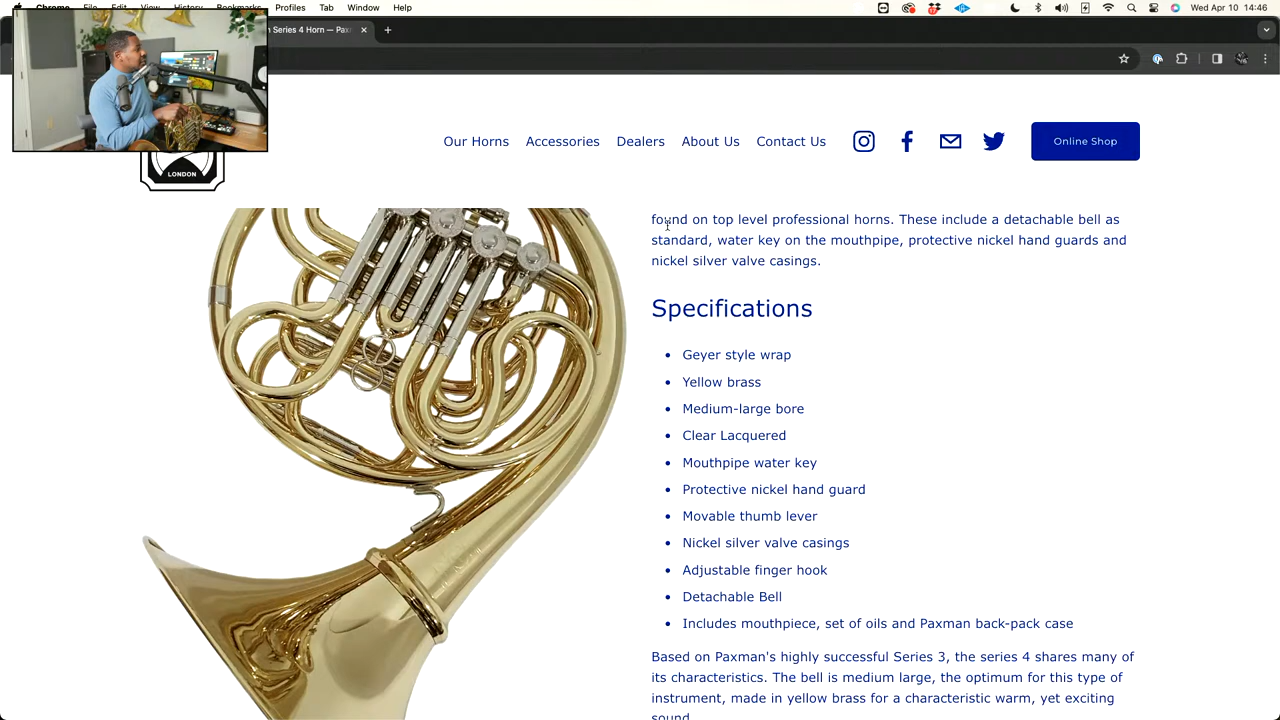 Chrome File Edit View History Bookmarks Profiles Tab Window Help
Wed Apr 10 14:46
n Series 4 Horn — Pax
Our Horns Accessories Dealers About Us Contact Us
Online Shop
LONDON
found on top level professional horns. These include a detachable bell as
standard, water key on the mouthpipe, protective nickel hand guards and
nickel silver valve casings.
Specifications
• Geyer style wrap
• Yellow brass
• Medium-large bore
• Clear Lacquered
• Mouthpipe water key
• Protective nickel hand guard
• Movable thumb lever
• Nickel silver valve casings
• Adjustable finger hook
• Detachable Bell
• Includes mouthpiece, set of oils and Paxman back-pack case
Based on Paxman's highly successful Series 3, the series 4 shares many of
its characteristics. The bell is medium large, the optimum for this type of
instrument, made in yellow brass for a characteristic warm, yet exciting
sound.